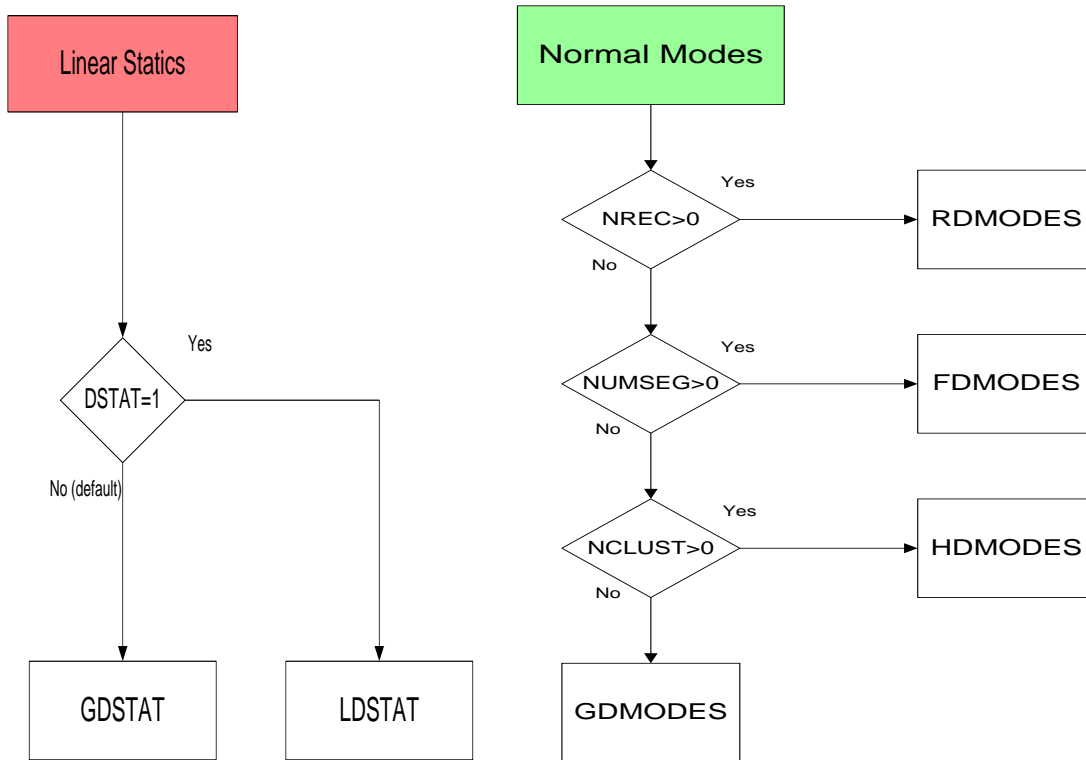 Linear Statics
Yes
DSTAT=1
No (default)
GDSTAT
LDSTAT
Normal Modes
Yes
NREC>0
RDMODES
No
Yes
NUMSEG>0
FDMODES
No
Yes
NCLUST>0
HDMODES
No
GDMODES